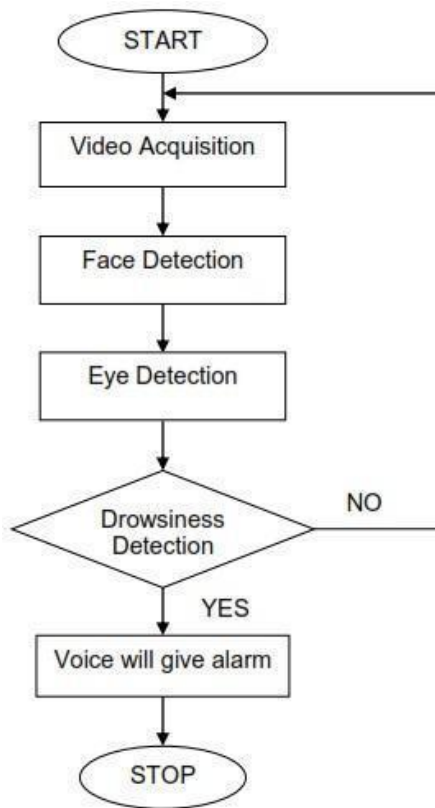 START
Video Acquisition
Face Detection
Eye Detection
Drowsiness
Detection
NO
YES
Voice will give alarm
STOP